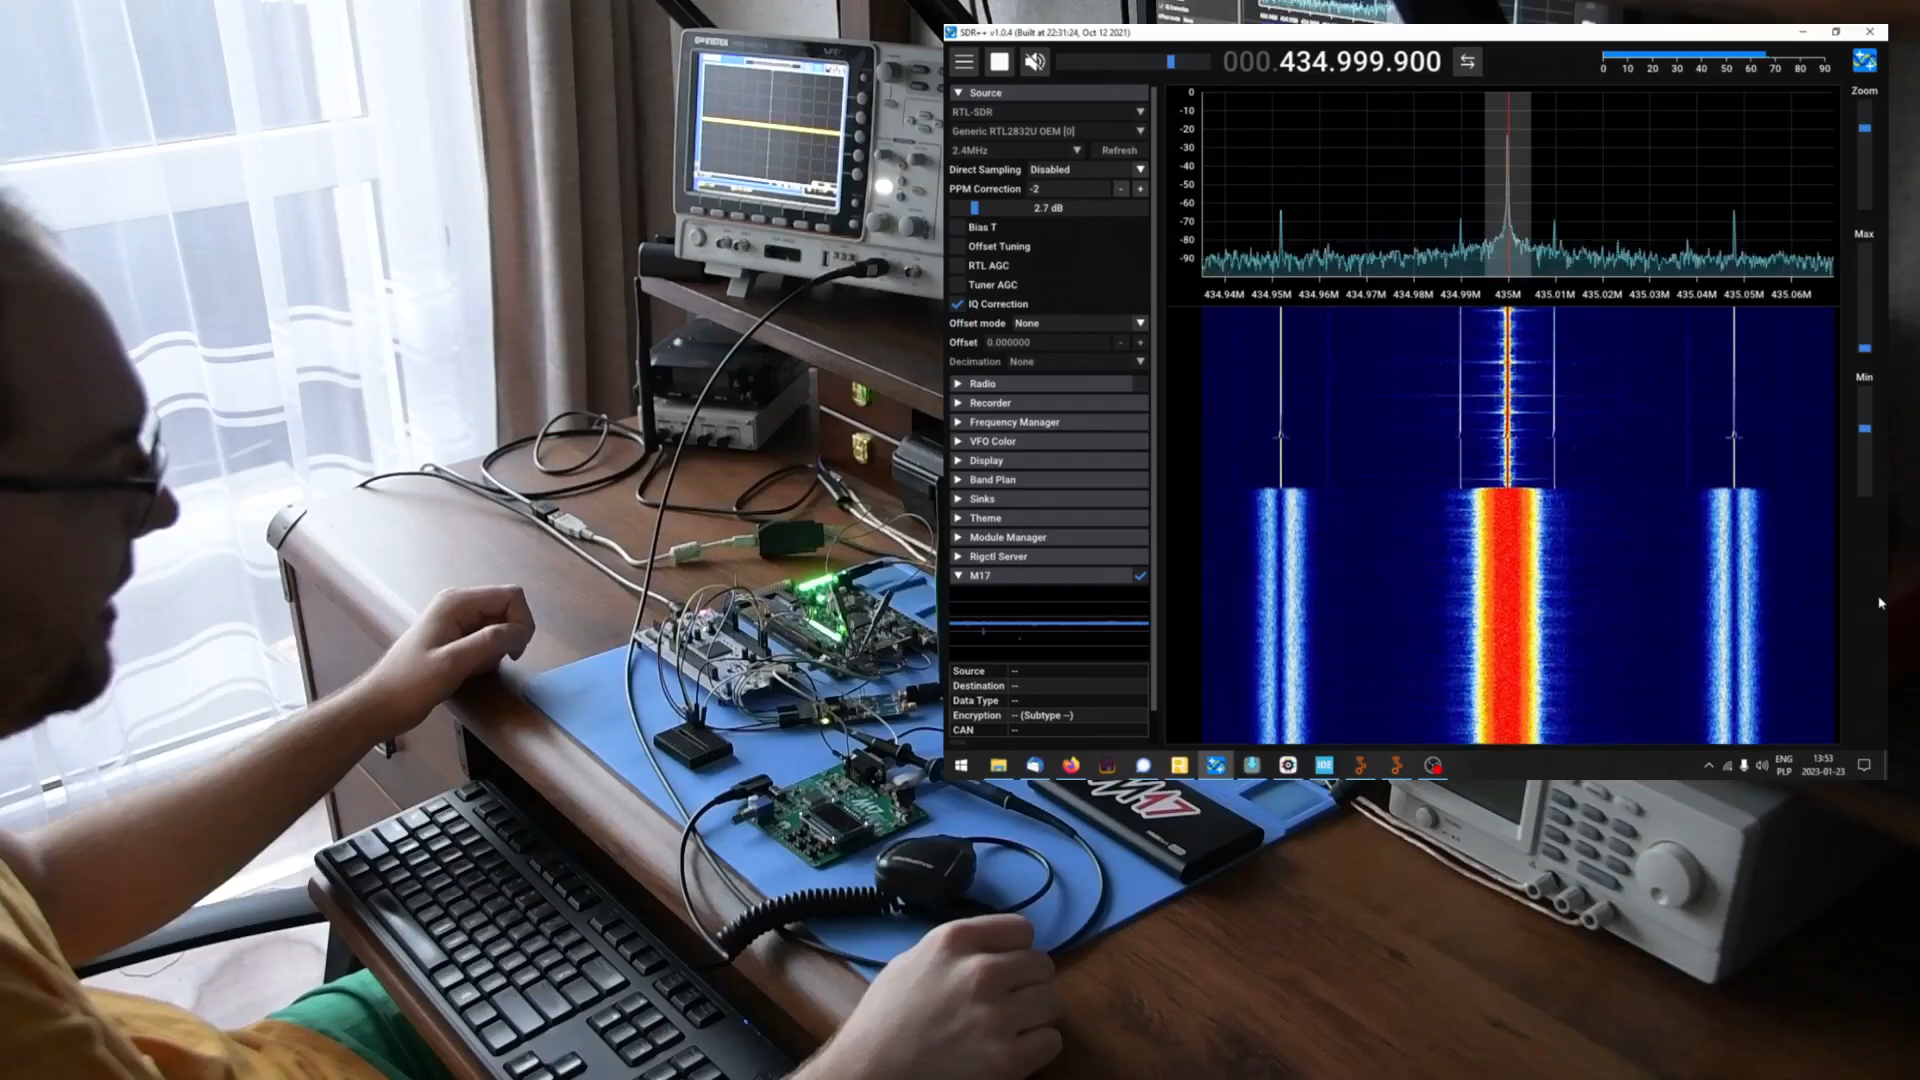 SDR++ v1.0.4 (Built at 22:31:24, Oct 12 2021)
000.434.999.900
0 10 20 30 40 50 60 70 80 90
Source
RTL-SDR
Generic RTL2832U OEM [0]
2.4MHz Refresh
Direct Sampling Disabled
PPM Correction -2 - +
2.7 dB
Bias T
Offset Tuning
RTL AGC
Tuner AGC
IQ Correction
Offset mode None
Offset 0.000000 - +
Decimation None
Radio
Recorder
Frequency Manager
VFO Color
Display
Band Plan
Sinks
Theme
Module Manager
Rigctl Server
M17
Source --
Destination --
Data Type --
Encryption -- (Subtype --)
CAN --
0
-10
-20
-30
-40
-50
-60
-70
-80
-90
434.94M 434.95M 434.96M 434.97M 434.98M 434.99M 435M 435.01M 435.02M 435.03M 435.04M 435.05M 435.06M
Zoom
Max
Min
IDE
ENG
PLP
13:53
2023-01-23
GWINSTEK
M17
M17